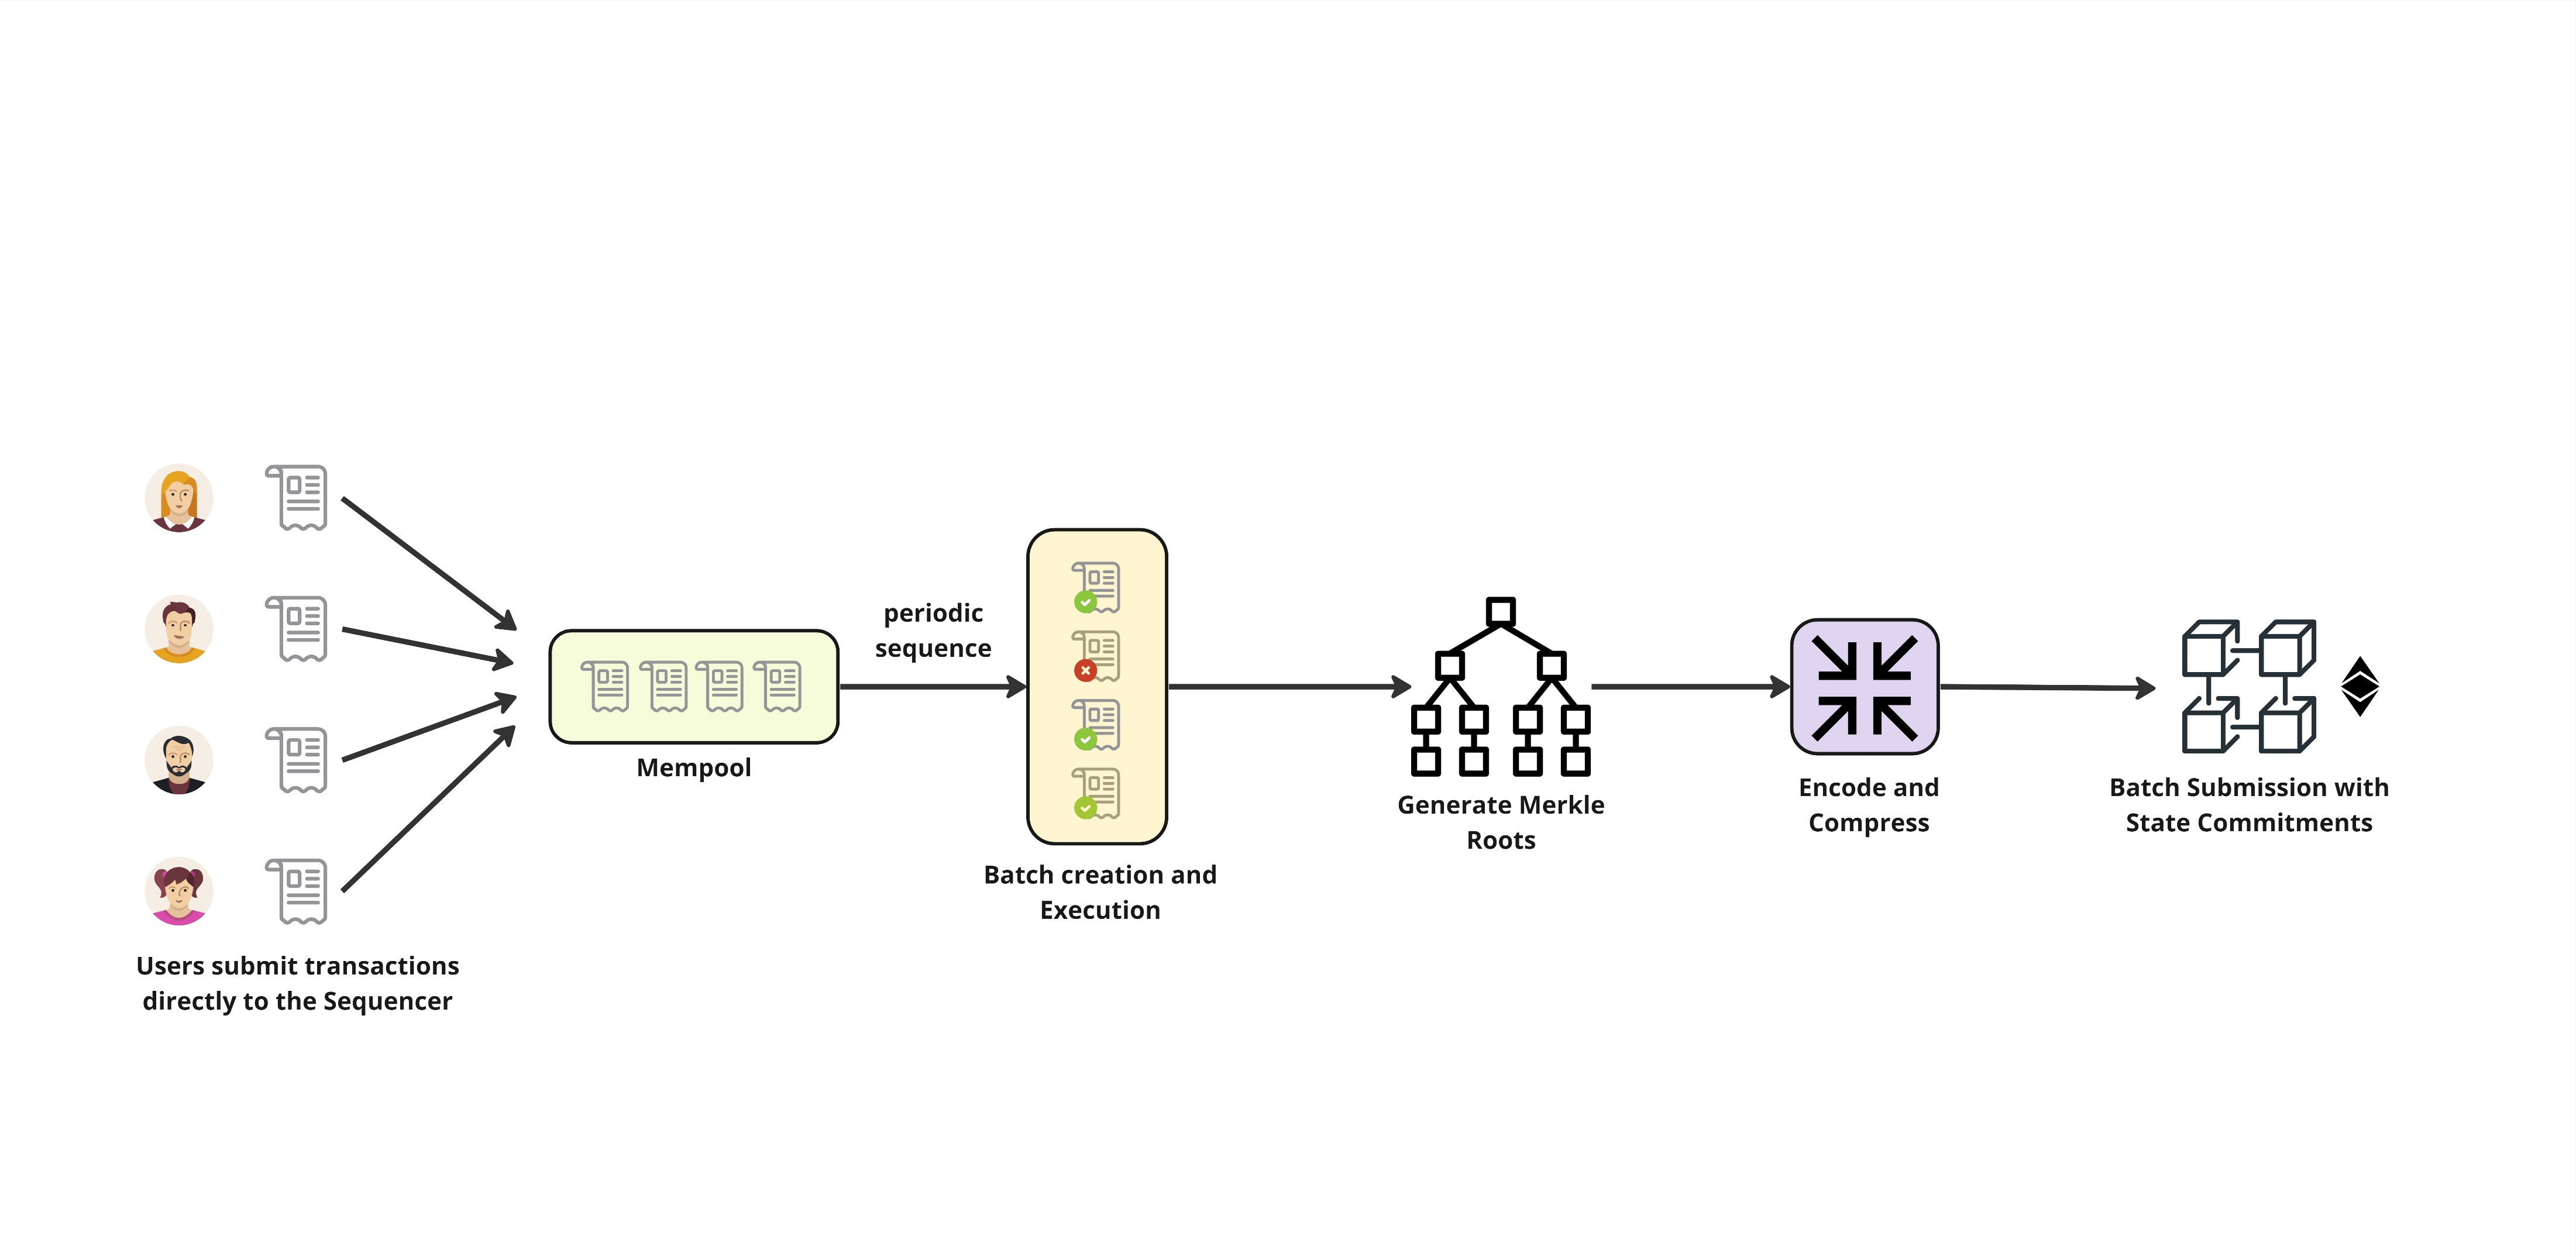 Users submit transactions
directly to the Sequencer
Mempool
periodic
sequence
Batch creation and
Execution
Generate Merkle
Roots
Encode and
Compress
Batch Submission with
State Commitments